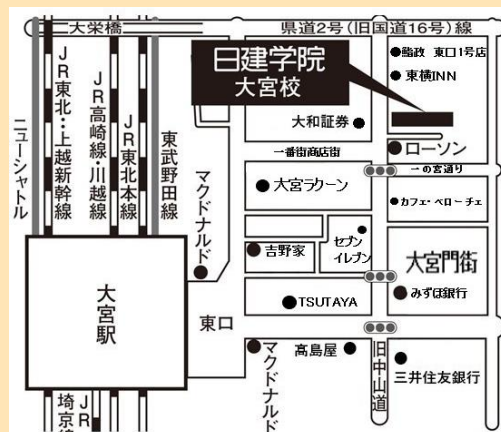 大栄橋
県道2号(旧国道16号)線
日建学院
大宮校
鮨政 東口1号店
東横INN
大和証券
ローソン
一番街商店街
一の宮通り
大宮ラクーン
カフェ・ベローチェ
ニューシャトル
JR東北・上越新幹線
JR高崎線・川越線
JR東北本線
東武野田線
マクドナルド
吉野家
セブン
イレブン
大宮門街
みずほ銀行
大宮駅
TSUTAYA
東口
マクドナルド
高島屋
旧中山道
三井住友銀行
JR
埼京線